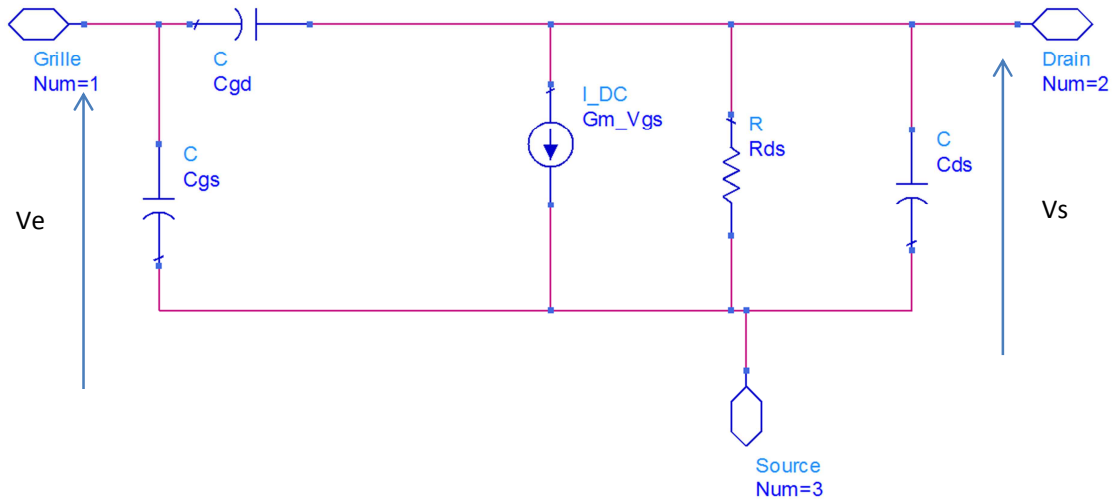 Grille
Num=1
C
Cgd
I_DC
Gm_Vgs
R
Rds
C
Cds
Drain
Num=2
C
Cgs
Ve
Vs
Source
Num=3